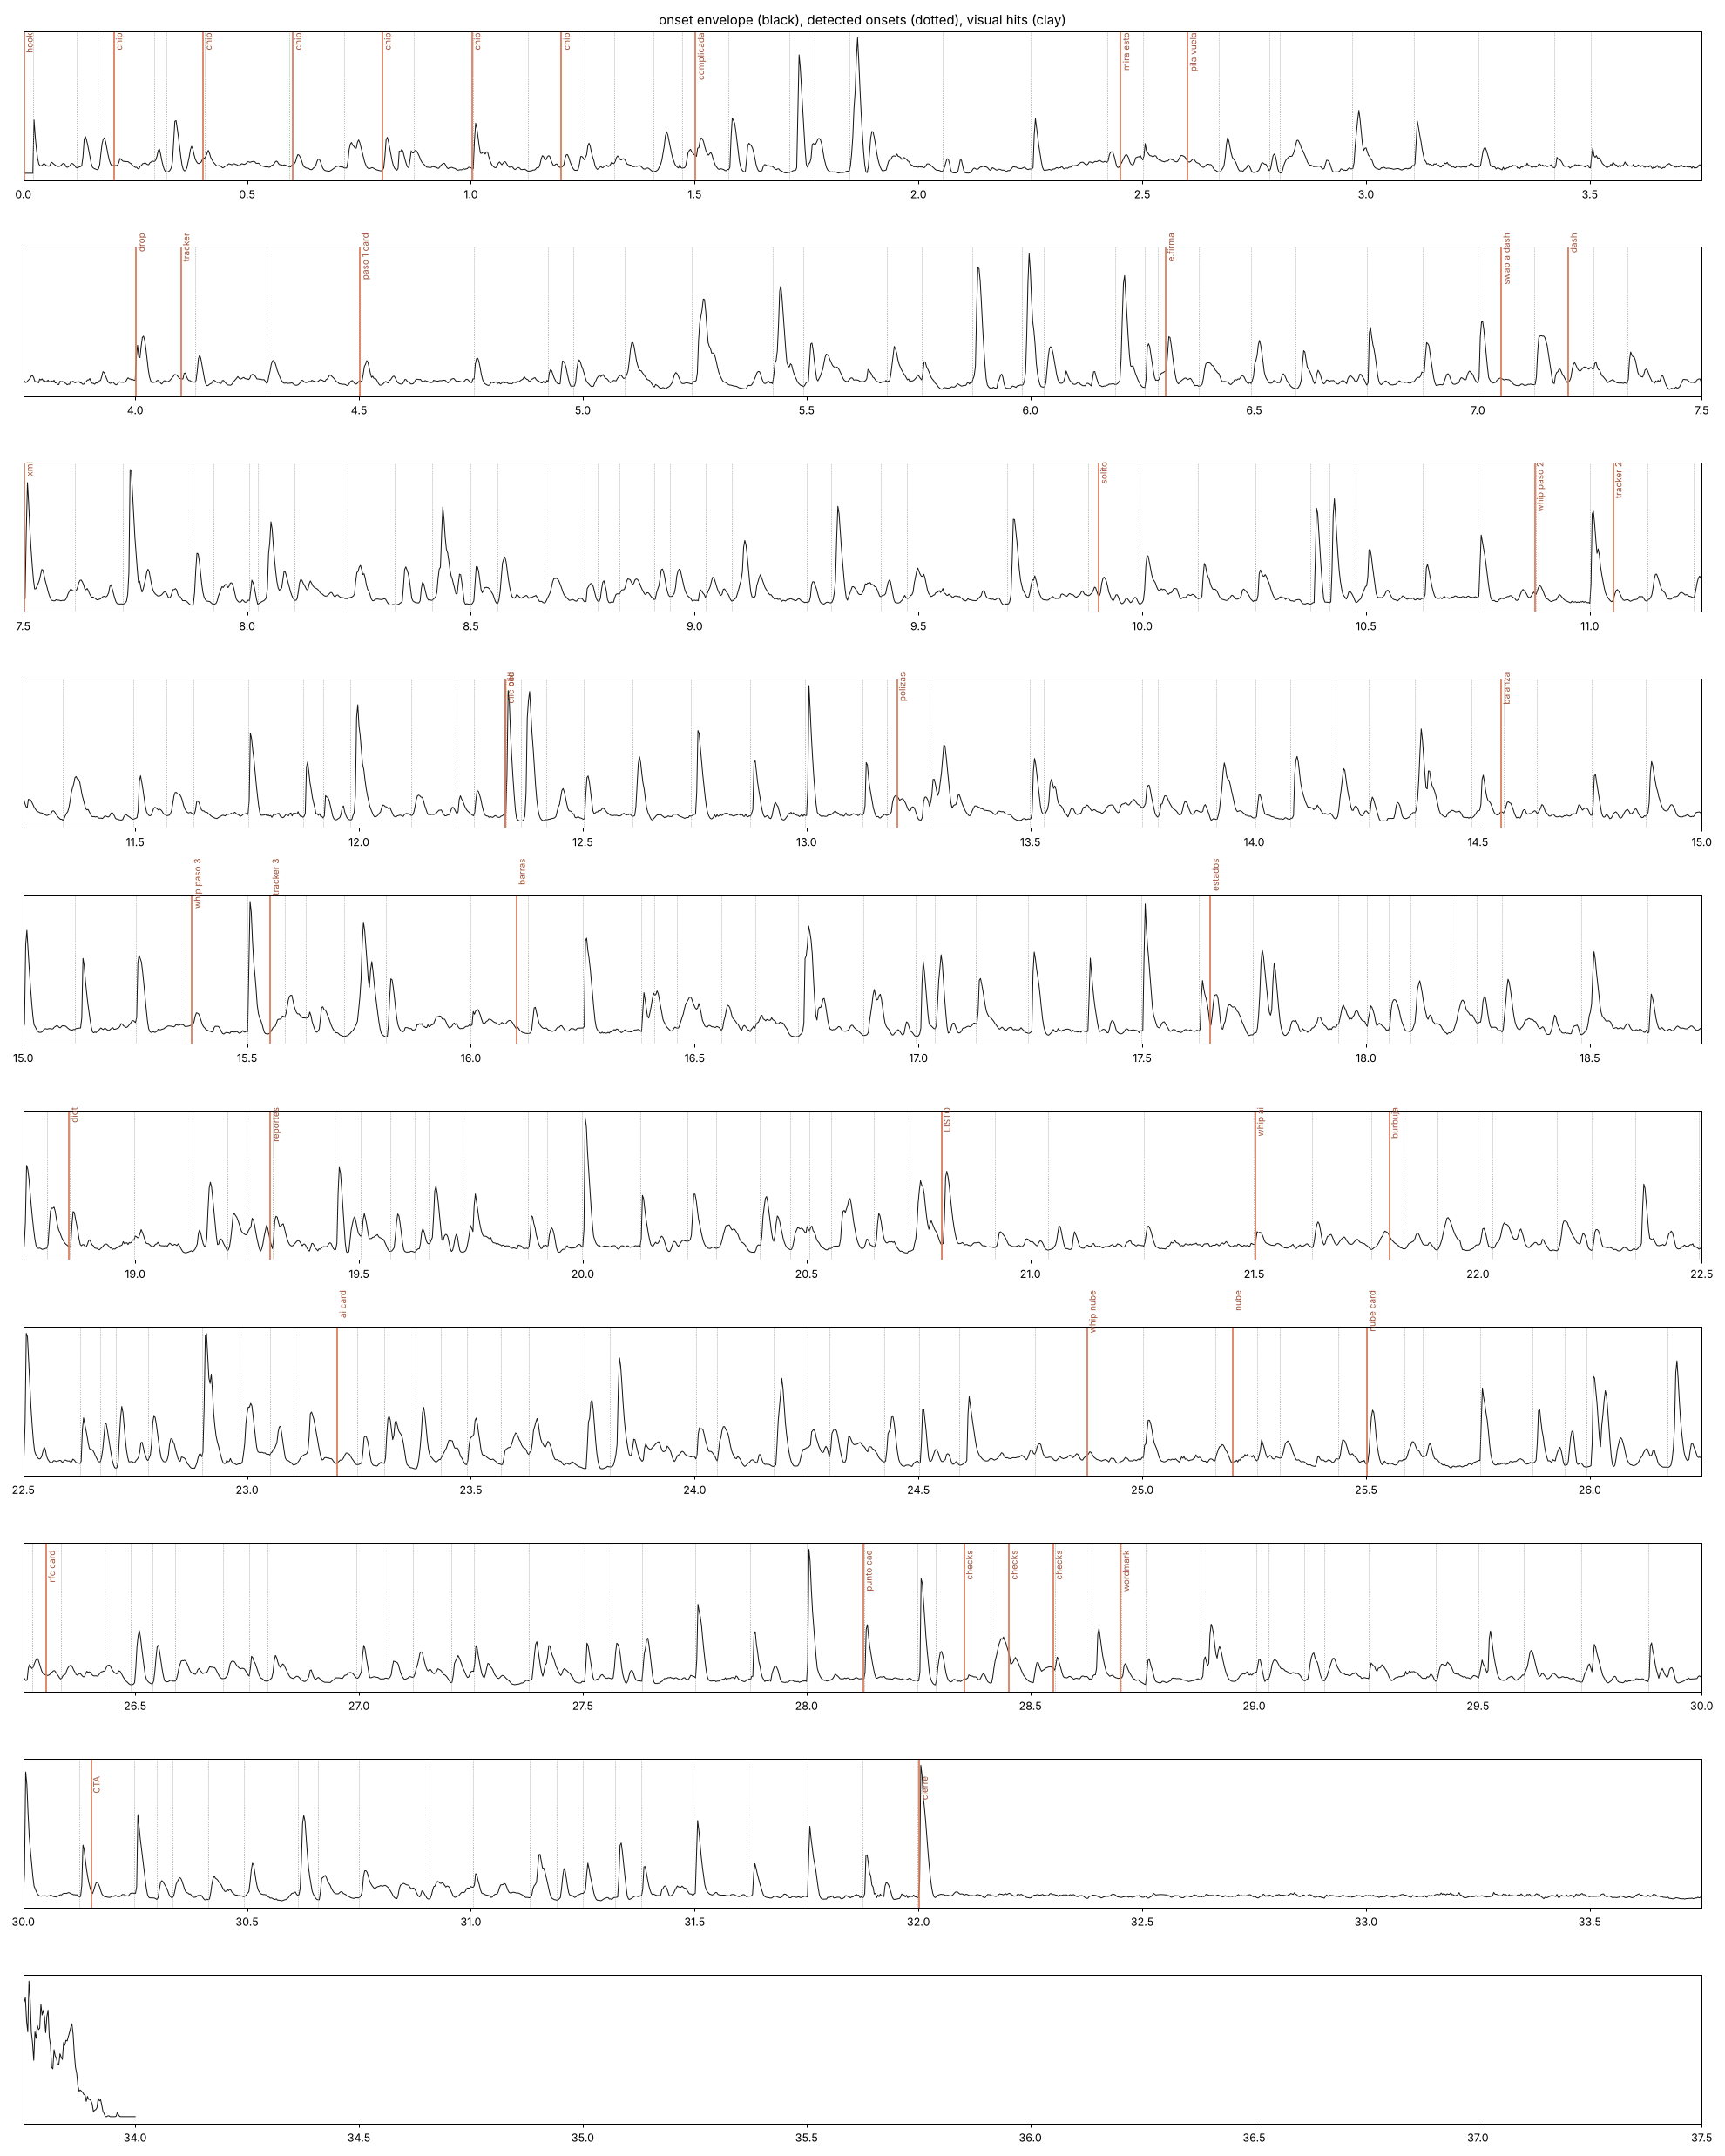 onset envelope (black), detected onsets (dotted), visual hits (clay)
hook chip chip chip chip chip chip complicada mira esto pila vuela
0.0 0.5 1.0 1.5 2.0 2.5 3.0 3.5
drop tracker paso 1 card e.firma swap a dash dash
4.0 4.5 5.0 5.5 6.0 6.5 7.0 7.5
xml solito whip paso 2 tracker 2
7.5 8.0 8.5 9.0 9.5 10.0 10.5 11.0
polizas balanza
11.5 12.0 12.5 13.0 13.5 14.0 14.5 15.0
whip paso 3 tracker 3 barras estados
15.0 15.5 16.0 16.5 17.0 17.5 18.0 18.5
dict reportes LISTO whip ai burbuja
19.0 19.5 20.0 20.5 21.0 21.5 22.0 22.5
ai card whip nube nube nube card
22.5 23.0 23.5 24.0 24.5 25.0 25.5 26.0
rfc card punto cae checks checks checks wordmark
26.5 27.0 27.5 28.0 28.5 29.0 29.5 30.0
CTA cierre
30.0 30.5 31.0 31.5 32.0 32.5 33.0 33.5
34.0 34.5 35.0 35.5 36.0 36.5 37.0 37.5